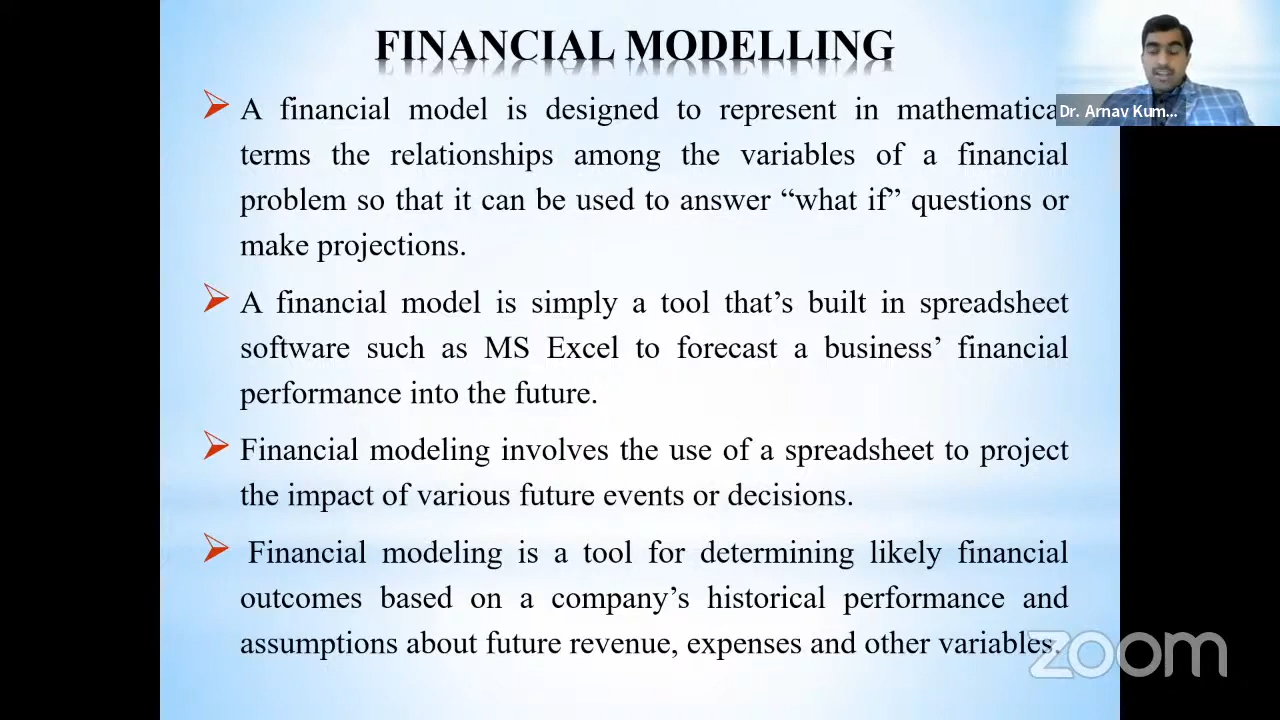 FINANCIAL MODELLING
A financial model is designed to represent in mathematica
terms the relationships among the variables of a financial
problem so that it can be used to answer “what if” questions or
make projections.
A financial model is simply a tool that’s built in spreadsheet
software such as MS Excel to forecast a business’ financial
performance into the future.
Financial modeling involves the use of a spreadsheet to project
the impact of various future events or decisions.
Financial modeling is a tool for determining likely financial
outcomes based on a company’s historical performance and
assumptions about future revenue, expenses and other variables.
Dr. Arnav Kum...
zoom